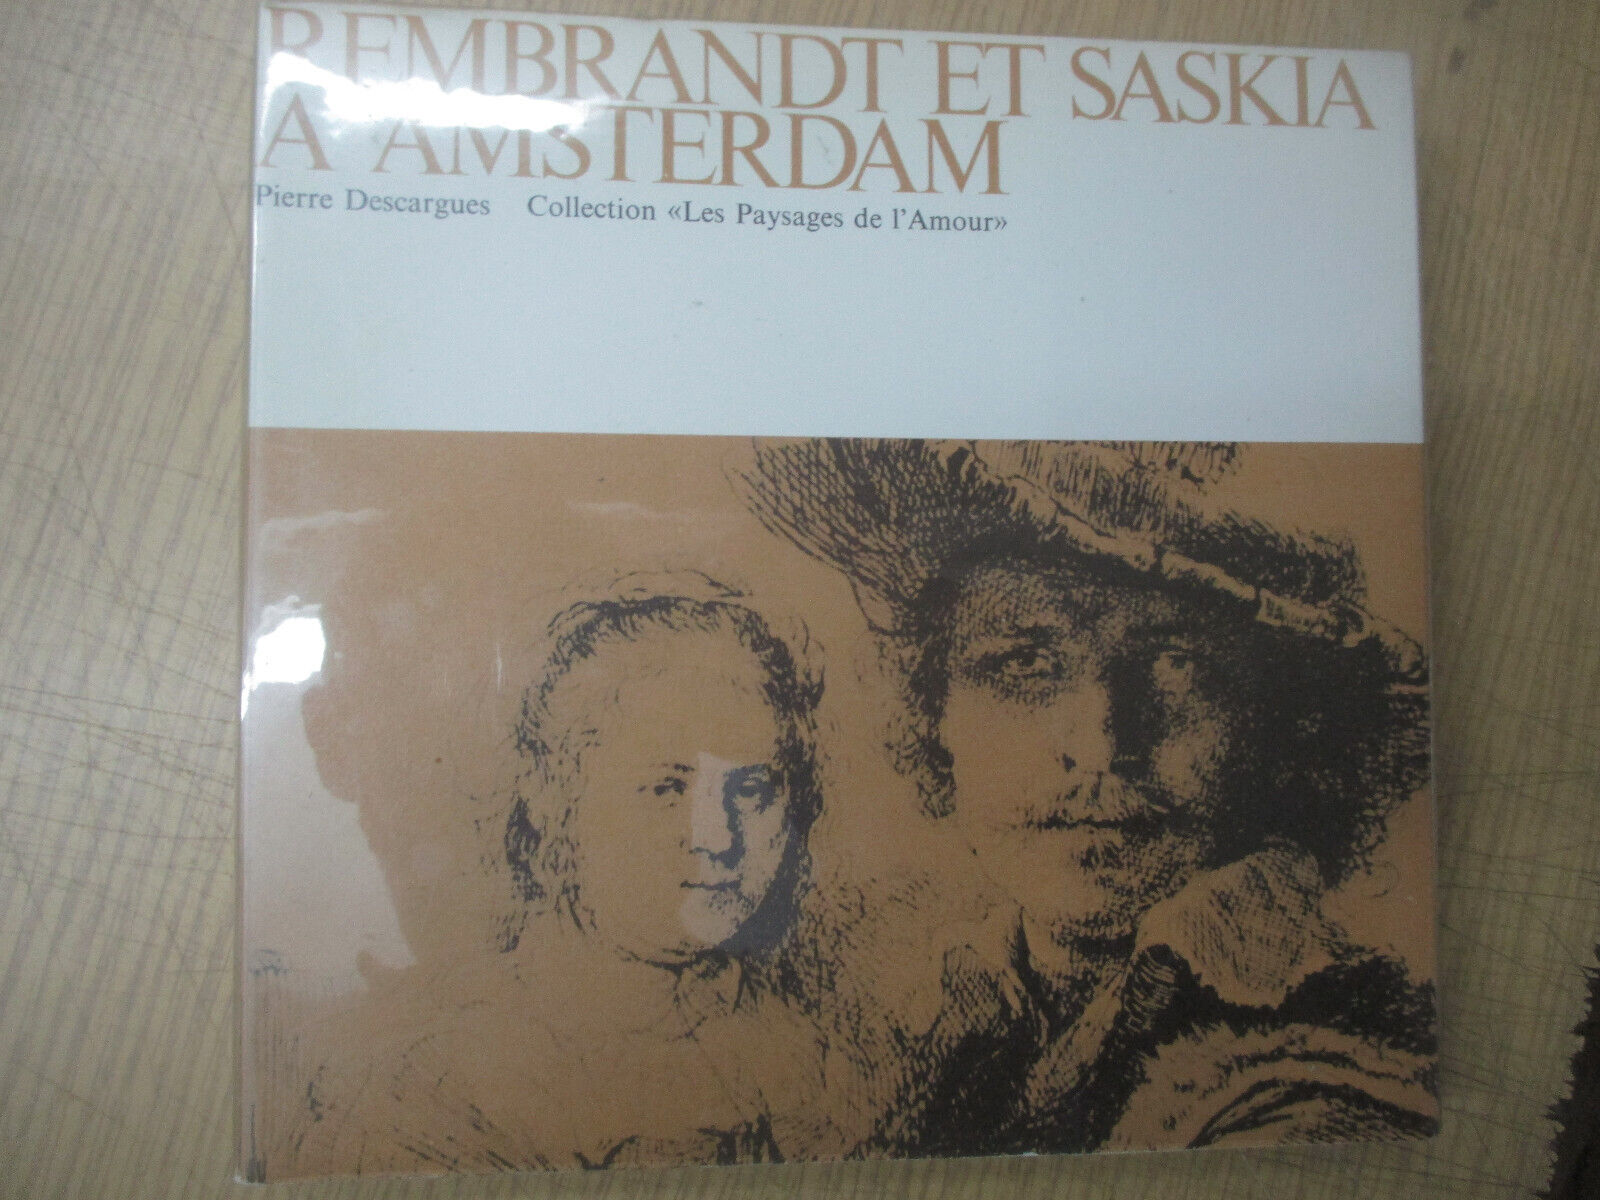 REMBRANDT ET SASKIA
A AMSTERDAM
Pierre Descargues Collection «Les Paysages de l'Amour»